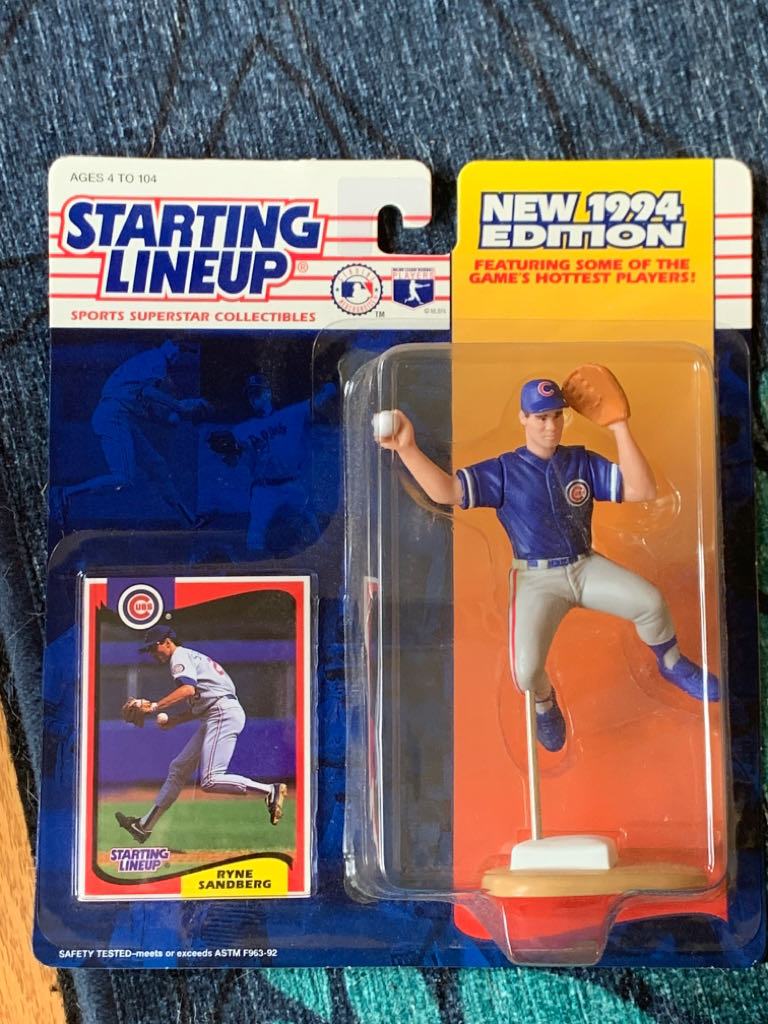 AGES 4 TO 104
STARTING
LINEUP®
SPORTS SUPERSTAR COLLECTIBLES
TM
NEW 1994
EDITION
FEATURING SOME OF THE
GAME'S HOTTEST PLAYERS!
C
CUBS
STARTING
LINEUP®
RYNE
SANDBERG
SAFETY TESTED–meets or exceeds ASTM F963-92